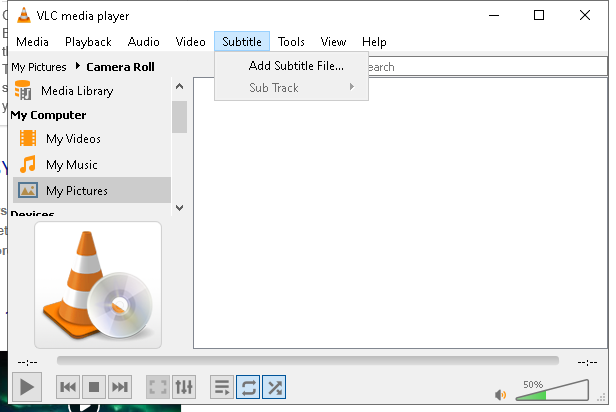 VLC media player
Media Playback Audio Video Subtitle Tools View Help
My Pictures Camera Roll
Add Subtitle File...
Sub Track
Media Library
My Computer
My Videos
My Music
My Pictures
Devices
--:-- --:--
50%